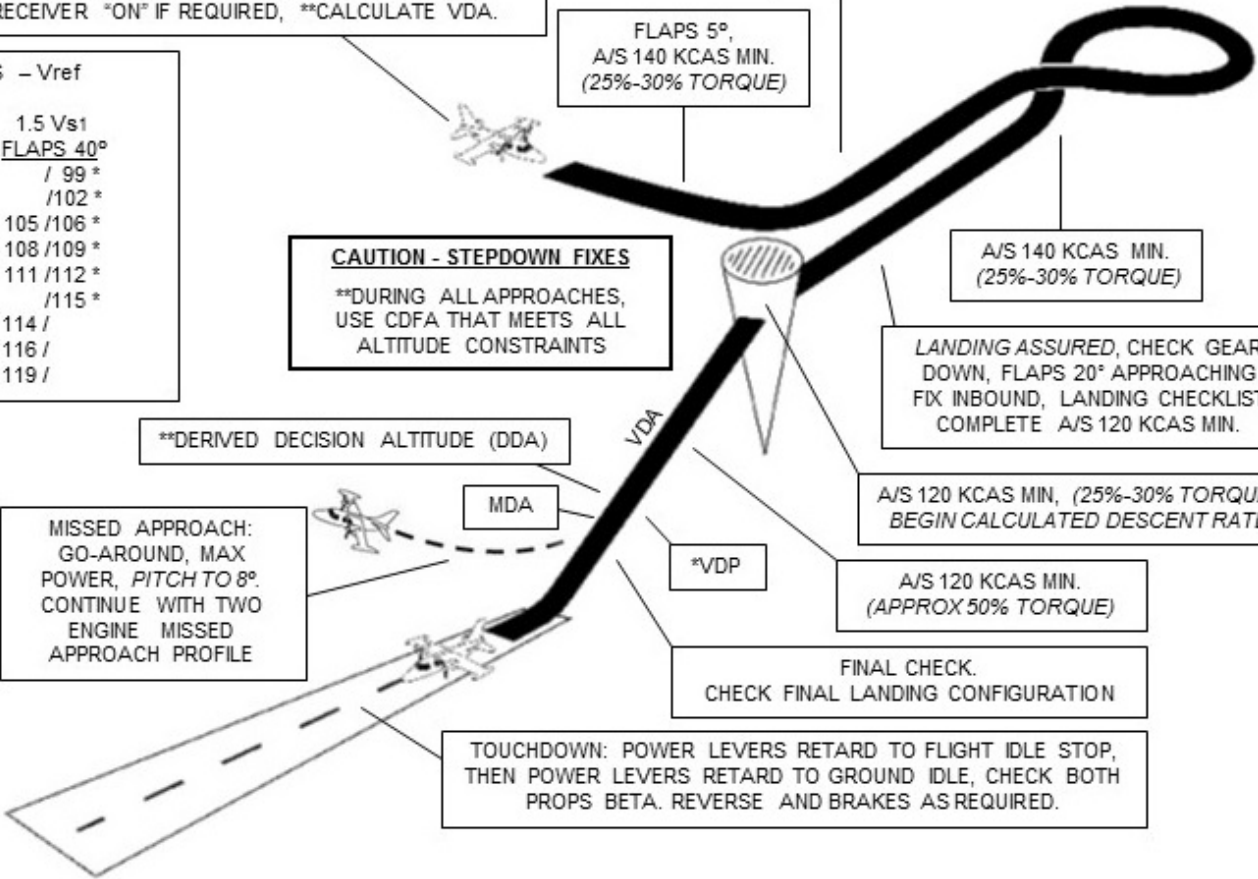 RECEIVER "ON" IF REQUIRED, **CALCULATE VDA.
– Vref
1.5 Vs1
FLAPS 40º
/ 99 *
/102 *
105 /106 *
108 /109 *
111 /112 *
/115 *
114 /
116 /
119 /
FLAPS 5º,
A/S 140 KCAS MIN.
(25%-30% TORQUE)
CAUTION - STEPDOWN FIXES
**DURING ALL APPROACHES,
USE CDFA THAT MEETS ALL
ALTITUDE CONSTRAINTS
A/S 140 KCAS MIN.
(25%-30% TORQUE)
LANDING ASSURED, CHECK GEAR
DOWN, FLAPS 20° APPROACHING
FIX INBOUND, LANDING CHECKLIST
COMPLETE A/S 120 KCAS MIN.
VDA
**DERIVED DECISION ALTITUDE (DDA)
MDA
A/S 120 KCAS MIN, (25%-30%
BEGIN CALCULATED DESCENT
*VDP
A/S 120 KCAS MIN.
(APPROX 50% TORQUE)
MISSED APPROACH:
GO-AROUND, MAX
POWER, PITCH TO 8º.
CONTINUE WITH TWO
ENGINE MISSED
APPROACH PROFILE
FINAL CHECK.
CHECK FINAL LANDING CONFIGURATION
TOUCHDOWN: POWER LEVERS RETARD TO FLIGHT IDLE STOP,
THEN POWER LEVERS RETARD TO GROUND IDLE, CHECK BOTH
PROPS BETA. REVERSE AND BRAKES AS REQUIRED.